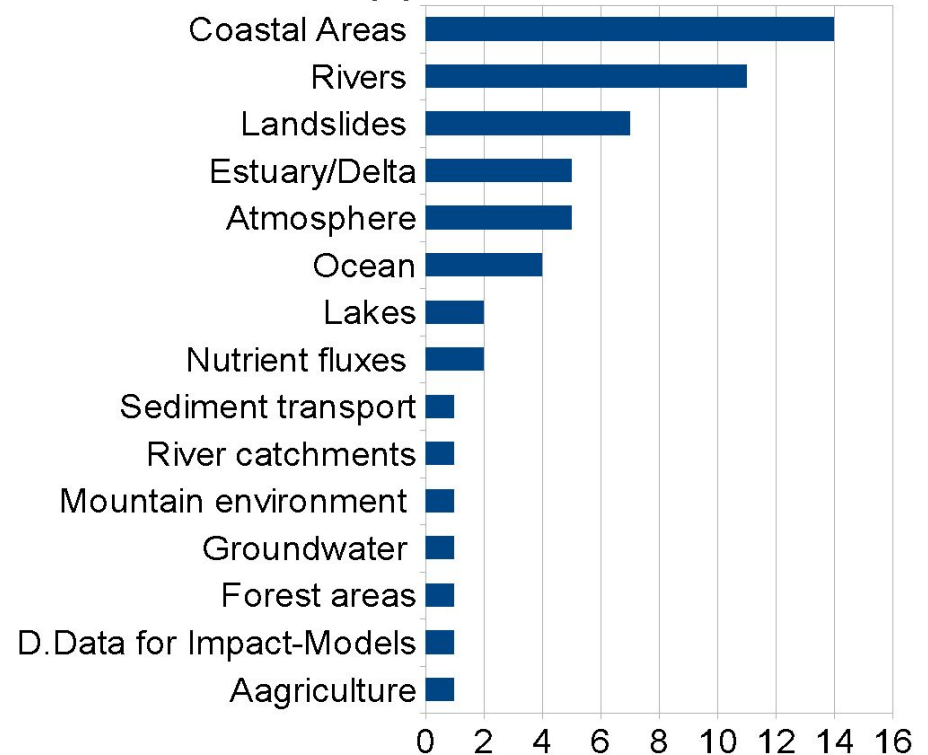 Coastal Areas
Rivers
Landslides
Estuary/Delta
Atmosphere
Ocean
Lakes
Nutrient fluxes
Sediment transport
River catchments
Mountain environment
Groundwater
Forest areas
D.Data for Impact-Models
Aagriculture
0 2 4 6 8 10 12 14 16